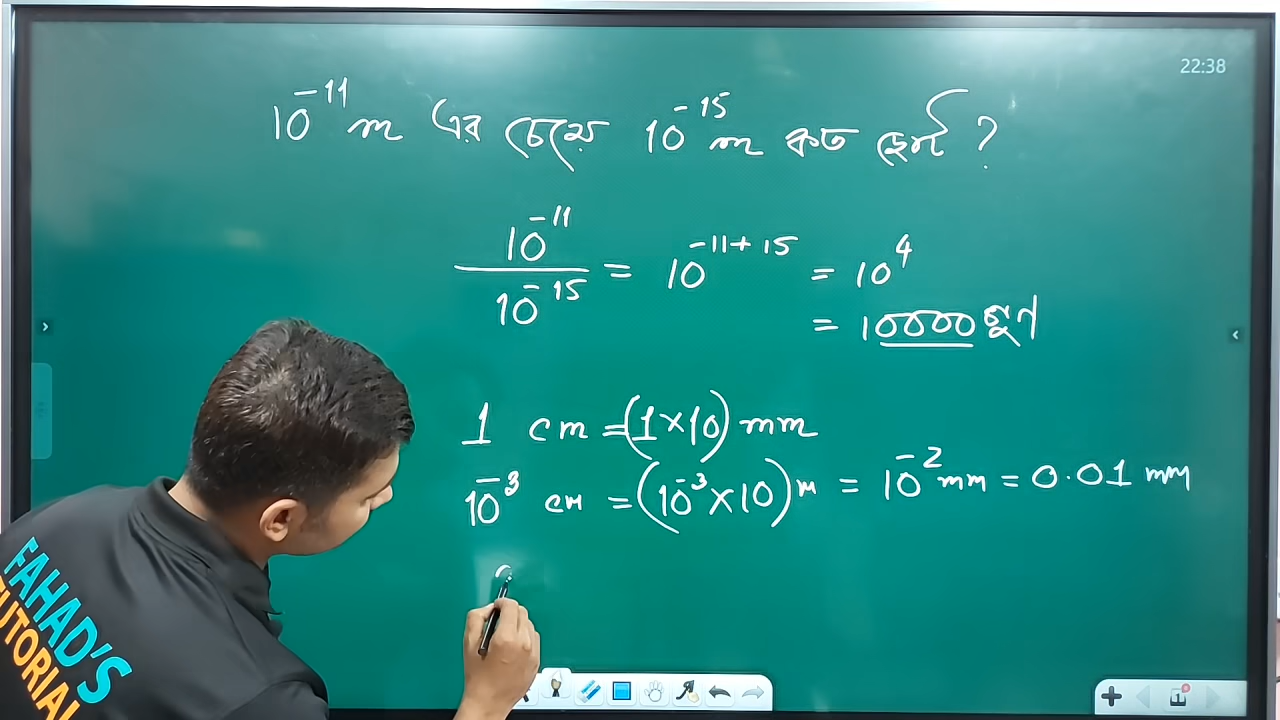 22:38
10⁻¹¹ m এর চেয়ে 10⁻¹⁵ m কত ছোট ?
10⁻¹¹
10⁻¹⁵
= 10⁻¹¹⁺¹⁵ = 10⁴
= 10000 গুণ
1 cm = (1×10) mm
10⁻³ cm = (10⁻³×10) m = 10⁻² mm = 0.01 mm
FAHAD'S
TUTORIAL
1